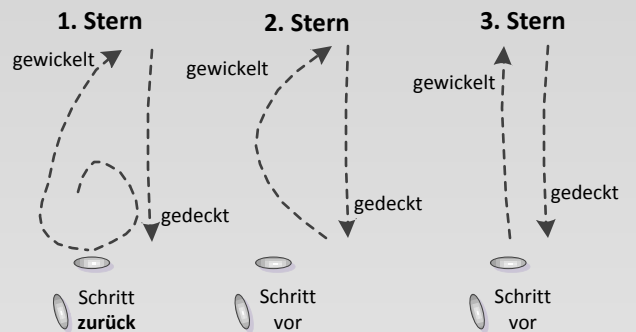 1. Stern
gewickelt
gedeckt
Schritt
zurück
2. Stern
gewickelt
gedeckt
Schritt
vor
3. Stern
gewickelt
gedeckt
Schritt
vor